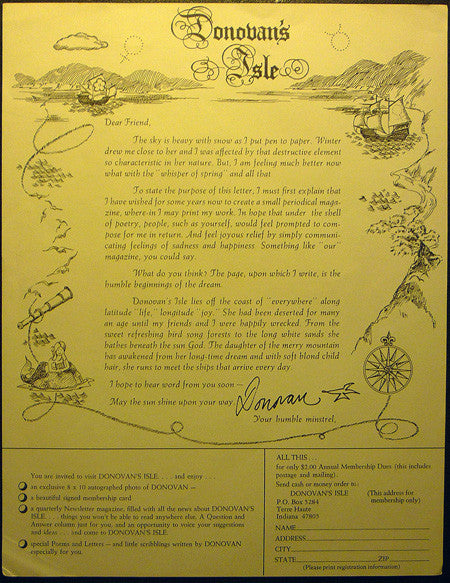 Donovan's
Isle
Dear Friend,
The sky is heavy with snow as I put pen to paper. Winter
drew me close to her and I was affected by that destructive element
so characteristic in her nature. But, I am feeling much better now
what with the "whisper of spring" and all that
To state the purpose of this letter, I must first explain that
I have wished for some years now to create a small periodical maga-
zine, where-in I may print my work. In hope that under the shell
of poetry, people, such as yourself, would feel prompted to com-
pose for me in return. And feel joyous relief by simply communi-
cating feelings of sadness and happiness. Something like "our"
magazine, you could say.
What do you think? The page, upon which I write, is the
humble beginnings of the dream.
Donovan's Isle lies off the coast of "everywhere" along
latitude "life," longtitude "joy." She had been deserted for many
an age until my friends and I were happily wrecked. From the
sweet refreshing bird song forests to the long white sands she
bathes beneath the sun God. The daughter of the merry mountain
has awakened from her long-time dream and with soft blond child
hair, she runs to meet the ships that arrive every day.
I hope to hear word from you soon –
May the sun shine upon your way.
Donovan
Your humble minstrel,
You are invited to visit DONOVAN'S ISLE. . . . and enjoy . . .
an exclusive 8 x 10 autographed photo of DONOVAN –
a beautiful signed membership card
a quarterly Newsletter magazine, filled with all the news about DONOVAN'S
ISLE. . . . things you won't be able to read anywhere else. A Question and
Answer column just for you, and an opportunity to voice your suggestions
and ideas . . . and come to DONOVAN'S ISLE.
special Poems and Letters – and little scribblings written by DONOVAN
especially for you.
ALL THIS . . .
for only $2.00 Annual Membership Dues (this includes
postage and mailing).
Send cash or money order to:
DONOVAN'S ISLE (This address for
P.O. Box 5284 membership only)
Terre Haute
Indiana 47805
NAME
ADDRESS
CITY
STATE ZIP
(Please print registration information)